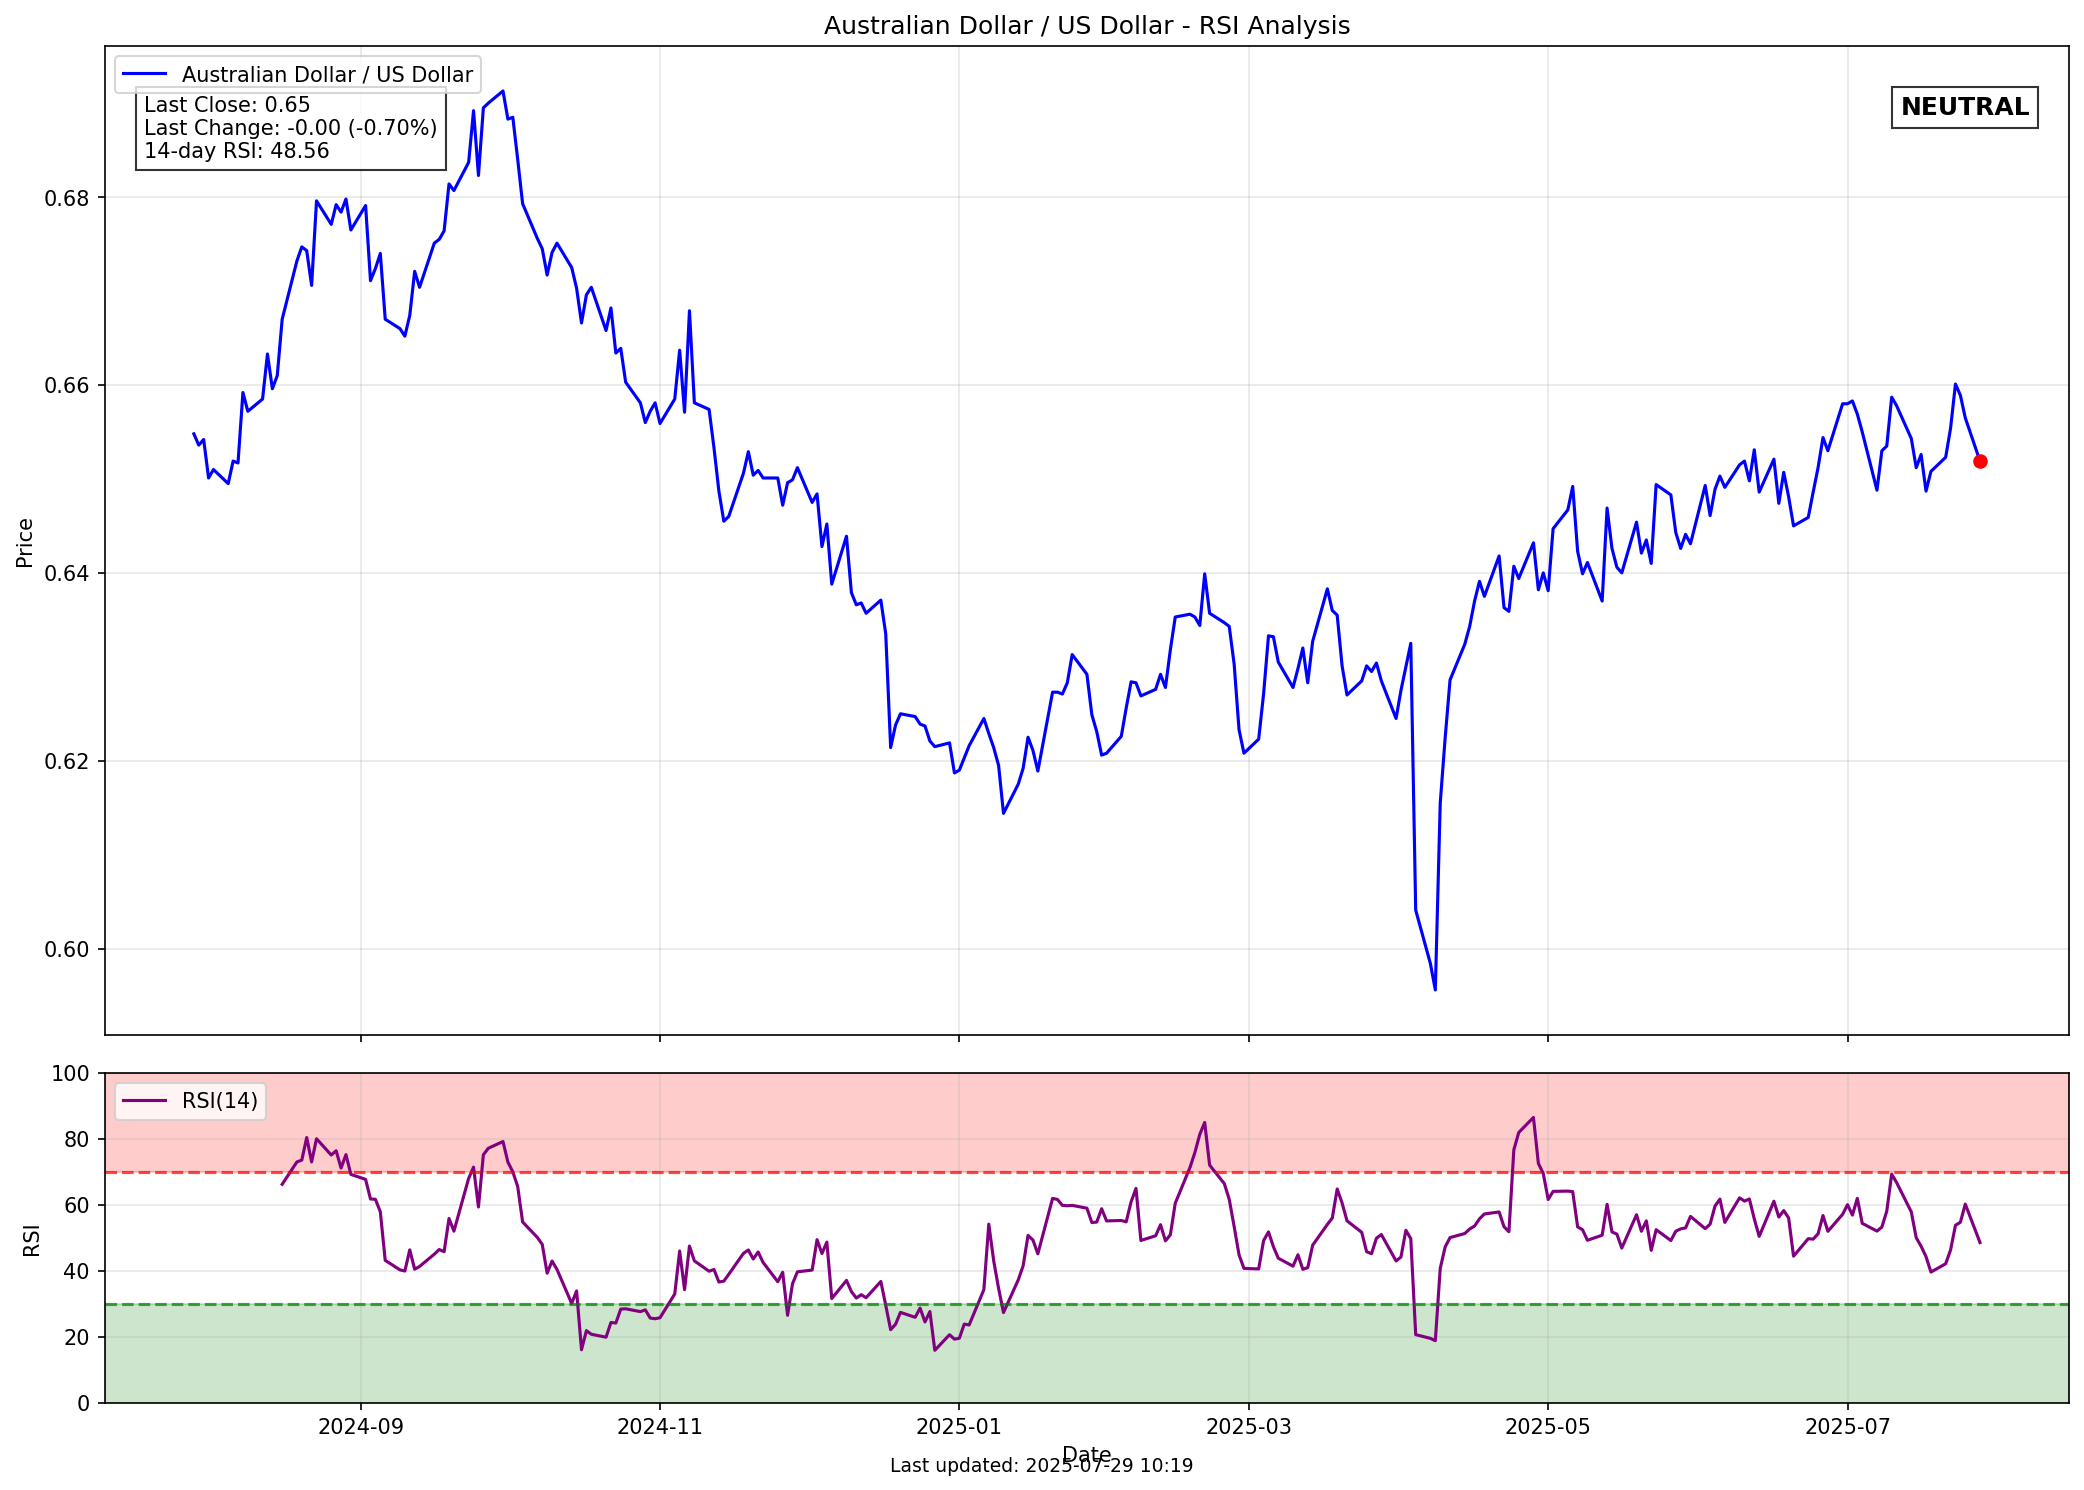 Australian Dollar / US Dollar - RSI Analysis
Australian Dollar / US Dollar
Last Close: 0.65
Last Change: -0.00 (-0.70%)
14-day RSI: 48.56
NEUTRAL
Price
0.68
0.66
0.64
0.62
0.60
RSI(14)
RSI
100
80
60
40
20
0
2024-09
2024-11
2025-01
2025-03
2025-05
2025-07
Date
Last updated: 2025-07-29 10:19